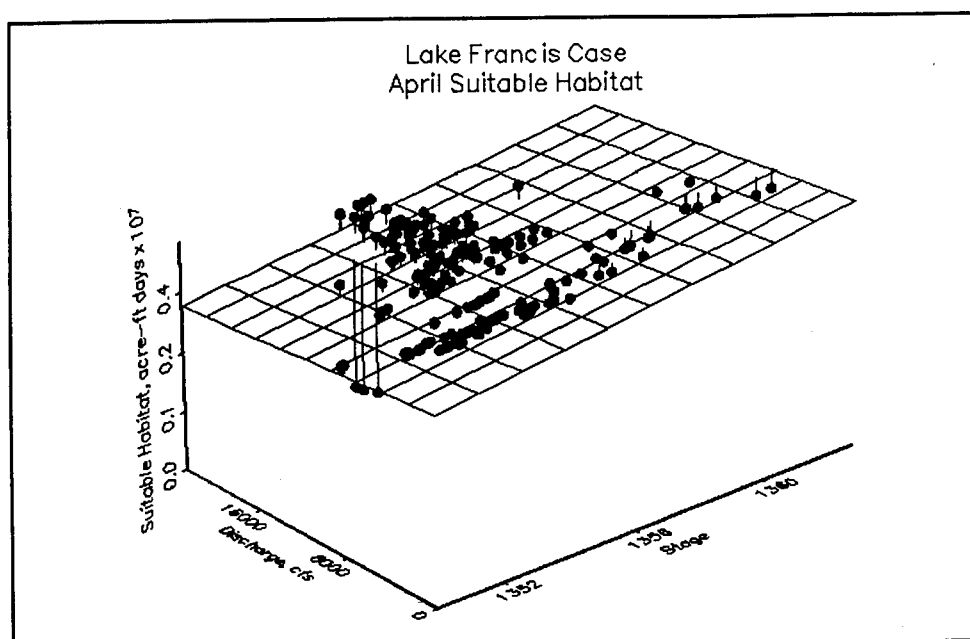 Lake Francis Case
April Suitable Habitat
Suitable Habitat, acre-ft days x 107
0.4
0.2
0.1
0.0
16000
8000
0
Discharge, cfs
1352
1356
1360
Stage